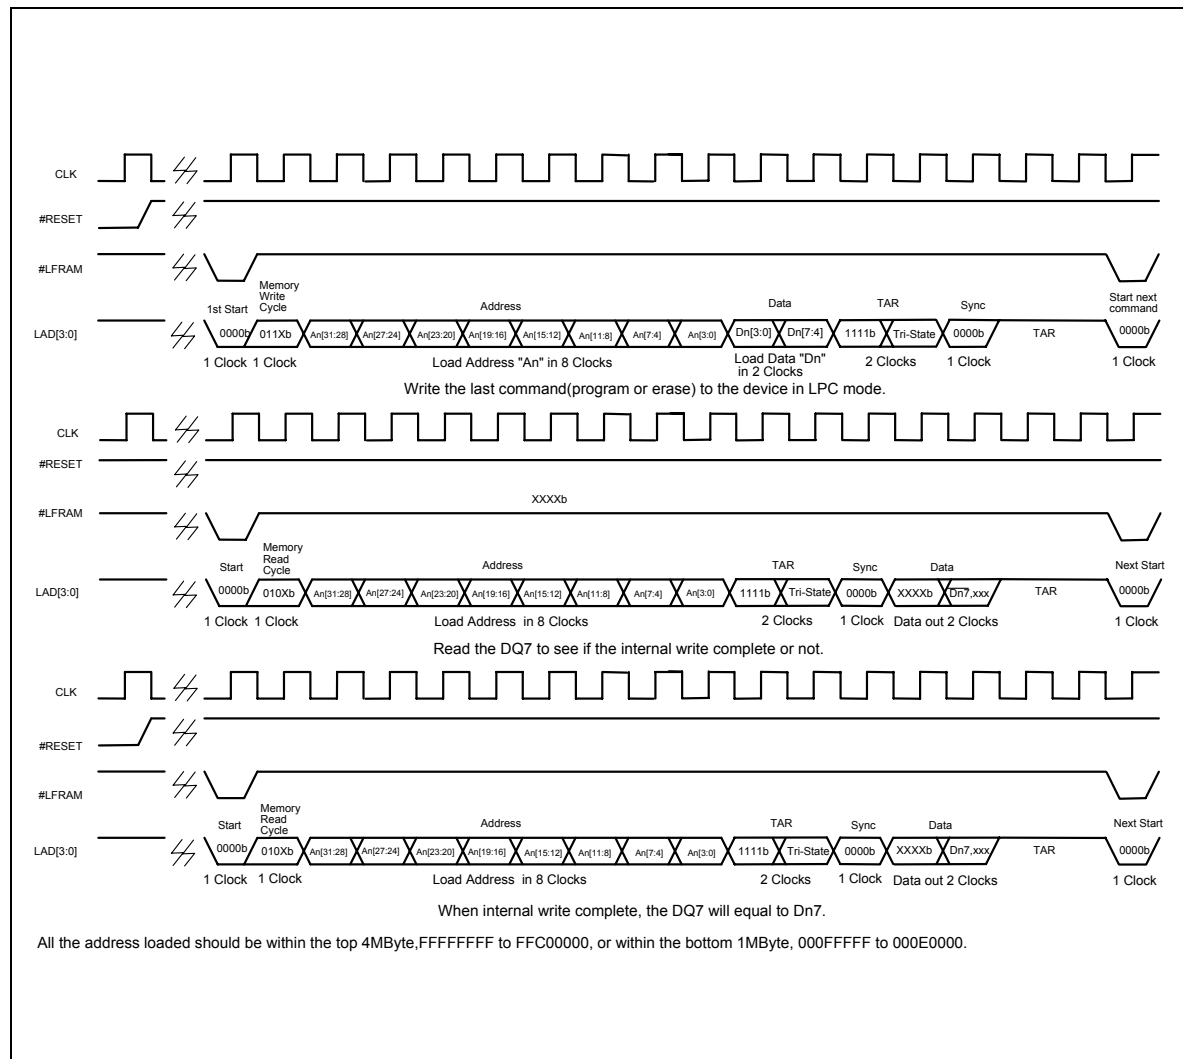 CLK
#RESET
#LFRAM
Memory
Write
Cycle
1st Start
Address
Data
TAR
Sync
Start next
command
LAD[3:0]
0000b 011Xb An[31:28] An[27:24] An[23:20] An[19:16] An[15:12] An[11:8] An[7:4] An[3:0] Dn[3:0] Dn[7:4] 1111b Tri-State 0000b TAR 0000b
1 Clock 1 Clock Load Address "An" in 8 Clocks Load Data "Dn"
in 2 Clocks
2 Clocks 1 Clock 1 Clock
Write the last command(program or erase) to the device in LPC mode.
CLK
#RESET
XXXXb
#LFRAM
Memory
Read
Cycle
Start
Address
TAR
Sync
Data
Next Start
LAD[3:0]
0000b 010Xb An[31:28] An[27:24] An[23:20] An[19:16] An[15:12] An[11:8] An[7:4] An[3:0] 1111b Tri-State 0000b XXXXb Dn7,xxx TAR 0000b
1 Clock 1 Clock Load Address in 8 Clocks 2 Clocks 1 Clock Data out 2 Clocks 1 Clock
Read the DQ7 to see if the internal write complete or not.
CLK
#RESET
#LFRAM
Memory
Read
Cycle
Start
Address
TAR
Sync
Data
Next Start
LAD[3:0]
0000b 010Xb An[31:28] An[27:24] An[23:20] An[19:16] An[15:12] An[11:8] An[7:4] An[3:0] 1111b Tri-State 0000b XXXXb Dn7,xxx TAR 0000b
1 Clock 1 Clock Load Address in 8 Clocks 2 Clocks 1 Clock Data out 2 Clocks 1 Clock
When internal write complete, the DQ7 will equal to Dn7.
All the address loaded should be within the top 4MByte,FFFFFFFF to FFC00000, or within the bottom 1MByte, 000FFFFF to 000E0000.